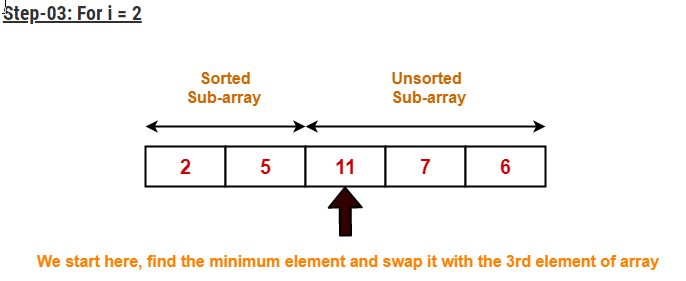 Step-03: For i = 2
Sorted
Sub-array
Unsorted
Sub-array
2 5 11 7 6
We start here, find the minimum element and swap it with the 3rd element of array